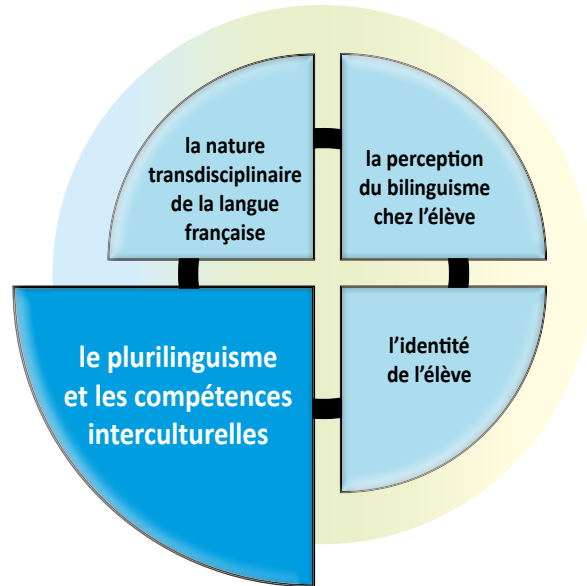 la nature
transdisciplinaire
de la langue
française
la perception
du bilinguisme
chez l'élève
le plurilinguisme
et les compétences
interculturelles
l'identité
de l'élève